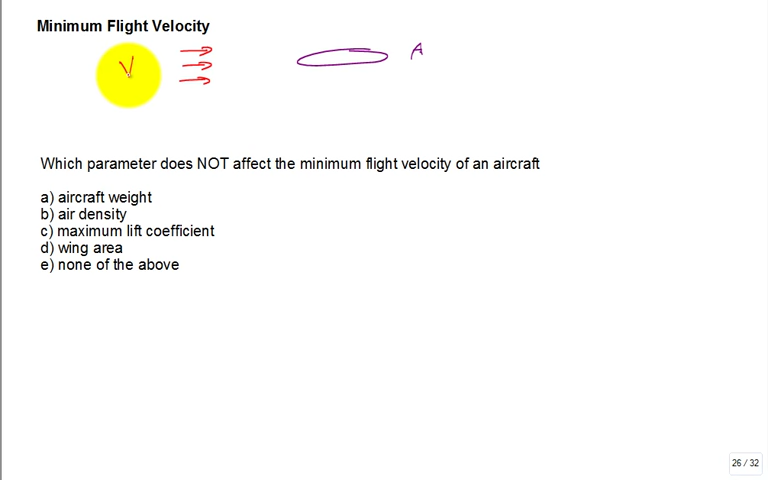 Minimum Flight Velocity
V
A
Which parameter does NOT affect the minimum flight velocity of an aircraft
a) aircraft weight
b) air density
c) maximum lift coefficient
d) wing area
e) none of the above
26 / 32